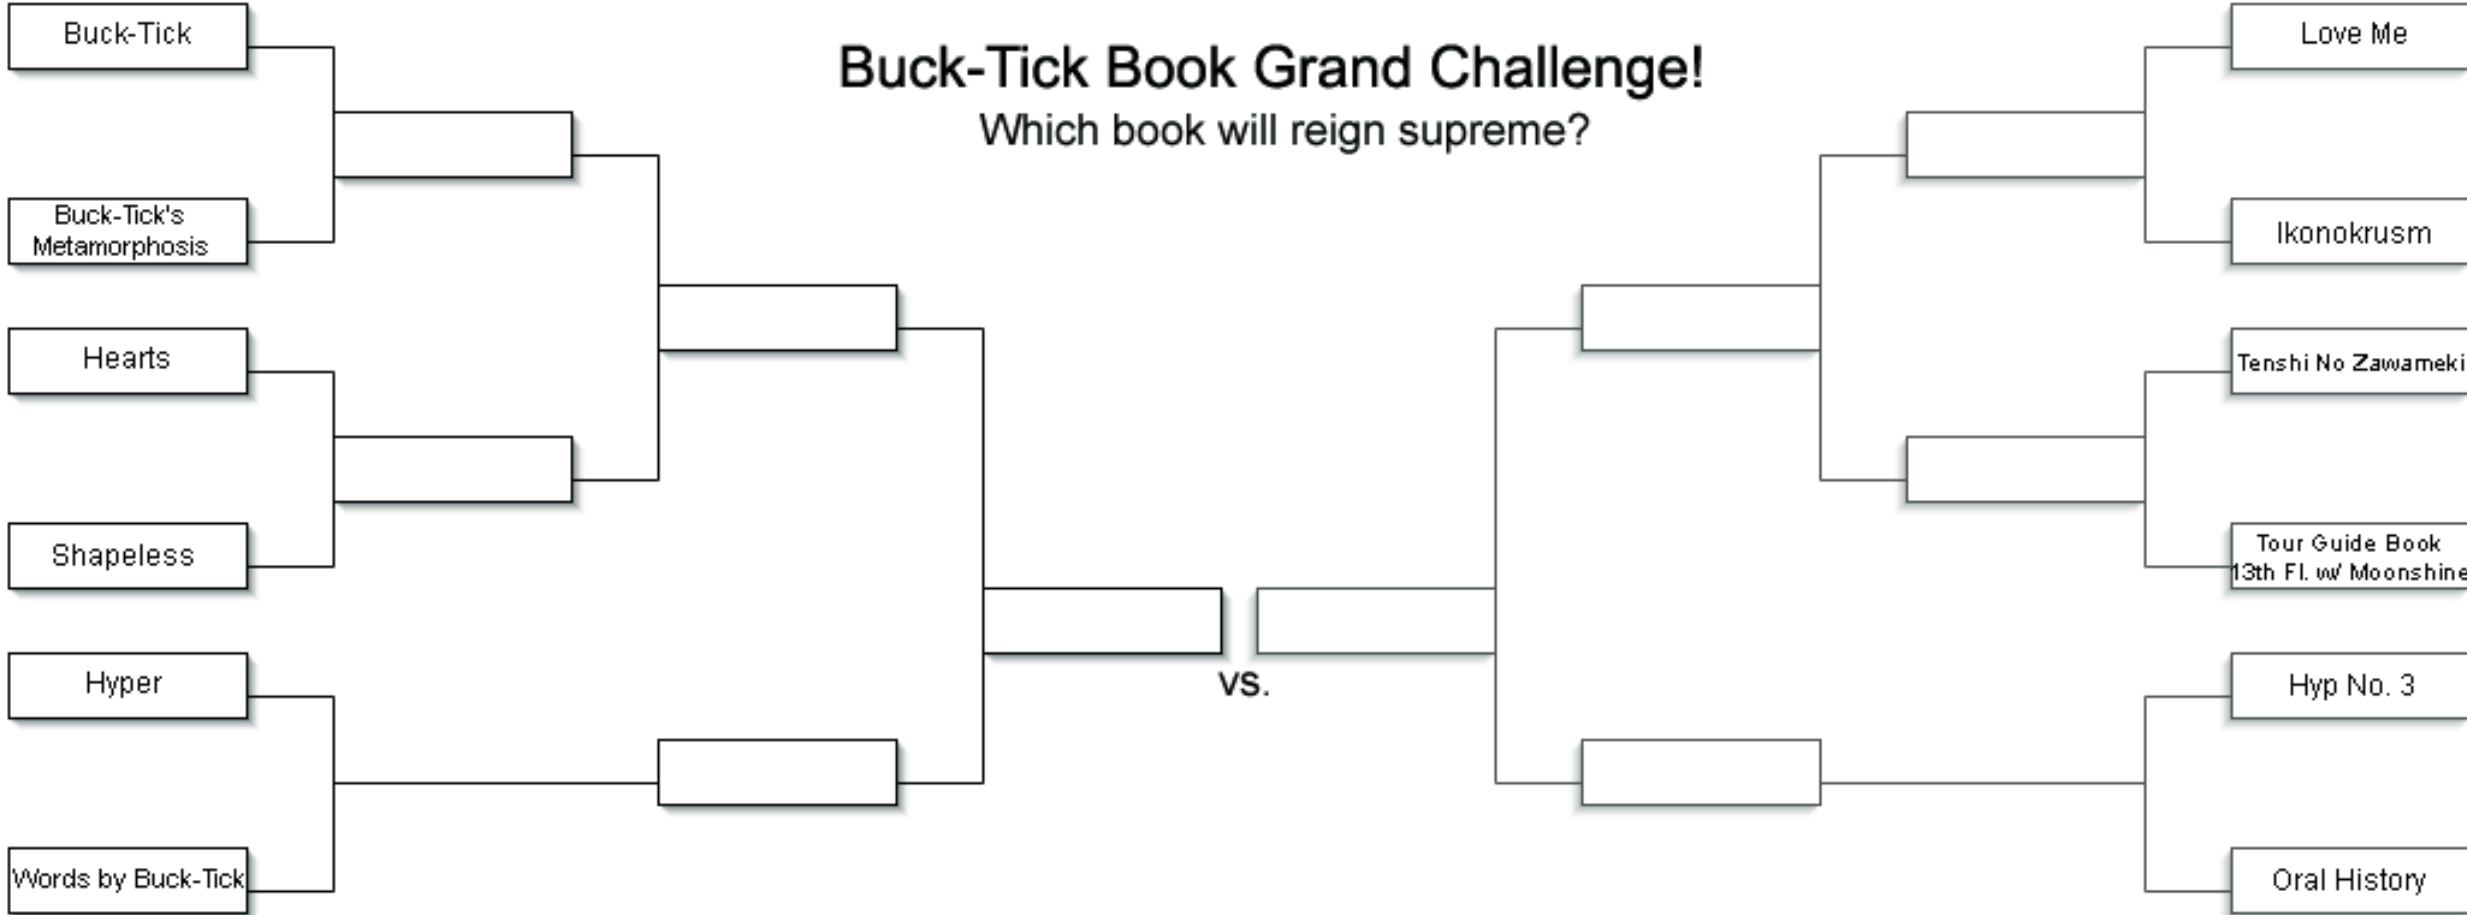 Buck-Tick Book Grand Challenge!
Which book will reign supreme?
Buck-Tick
Buck-Tick's
Metamorphosis
Hearts
Shapeless
Hyper
Words by Buck-Tick
vs.
Love Me
Ikonokrusm
Tenshi No Zawameki
Tour Guide Book
13th Fl. w/ Moonshine
Hyp No. 3
Oral History